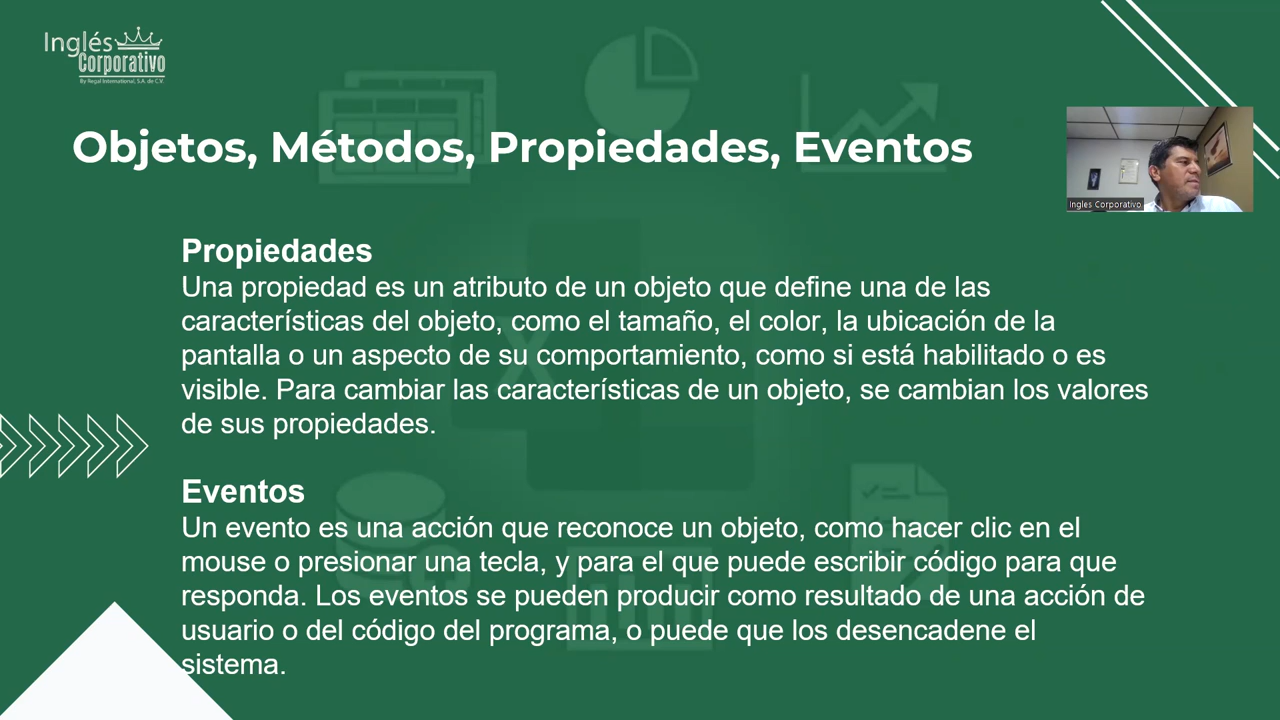 Inglés
Corporativo
By Regal International, S.A. de C.V.
Objetos, Métodos, Propiedades, Eventos
Ingles Corporativo
Propiedades
Una propiedad es un atributo de un objeto que define una de las
características del objeto, como el tamaño, el color, la ubicación de la
pantalla o un aspecto de su comportamiento, como si está habilitado o es
visible. Para cambiar las características de un objeto, se cambian los valores
de sus propiedades.
Eventos
Un evento es una acción que reconoce un objeto, como hacer clic en el
mouse o presionar una tecla, y para el que puede escribir código para que
responda. Los eventos se pueden producir como resultado de una acción de
usuario o del código del programa, o puede que los desencadene el
sistema.